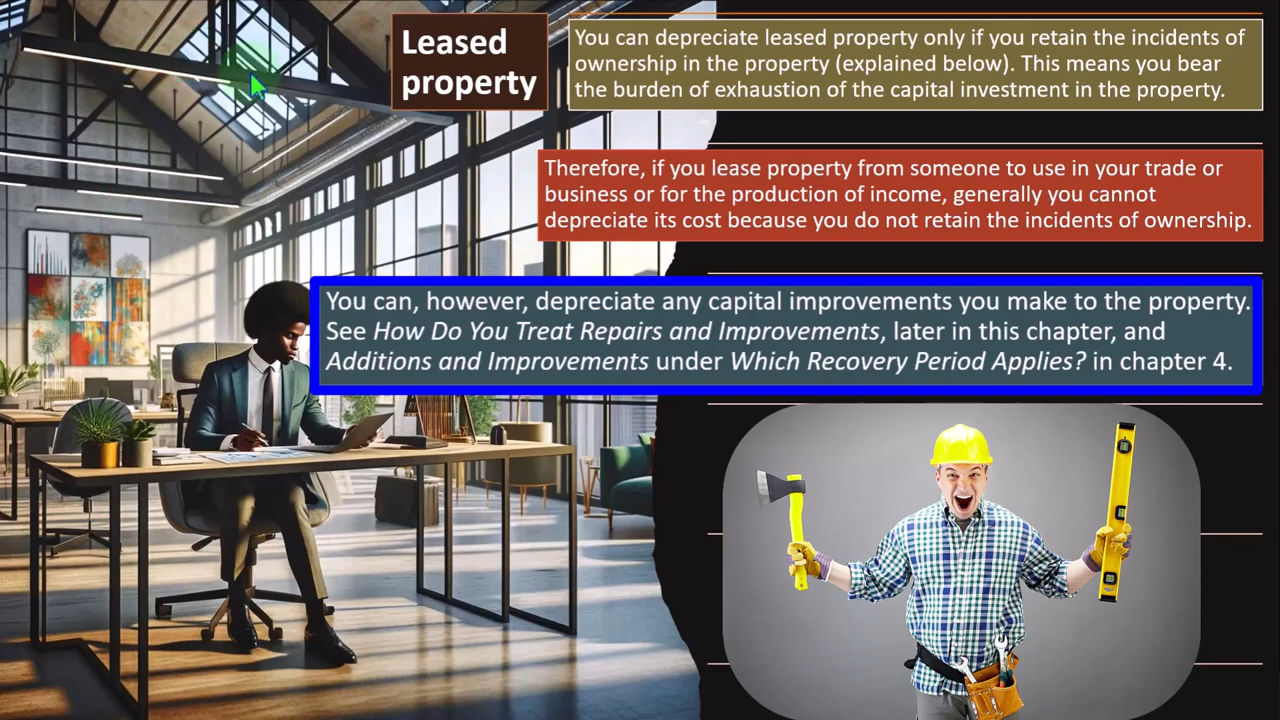 Leased
property
You can depreciate leased property only if you retain the incidents of
ownership in the property (explained below). This means you bear
the burden of exhaustion of the capital investment in the property.
Therefore, if you lease property from someone to use in your trade or
business or for the production of income, generally you cannot
depreciate its cost because you do not retain the incidents of ownership.
You can, however, depreciate any capital improvements you make to the property.
See How Do You Treat Repairs and Improvements, later in this chapter, and
Additions and Improvements under Which Recovery Period Applies? in chapter 4.